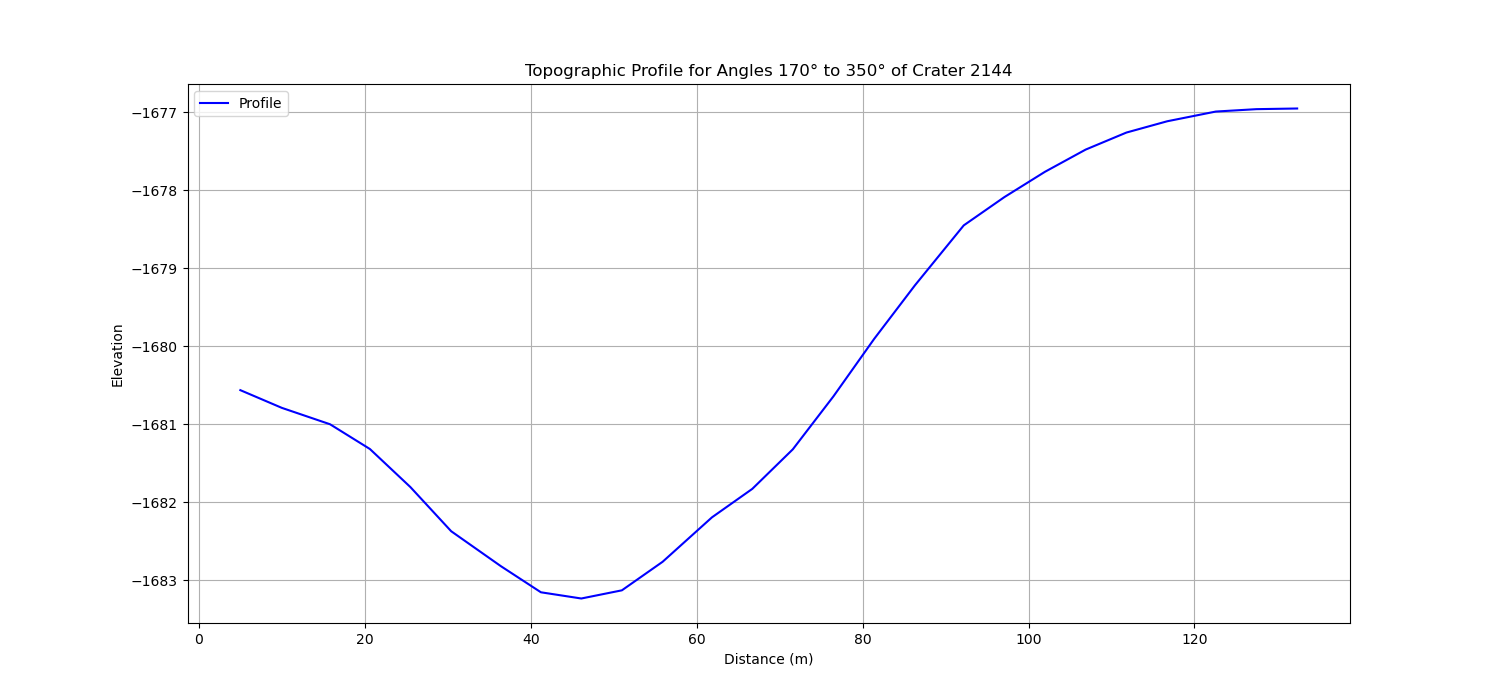 Topographic Profile for Angles 170° to 350° of Crater 2144
Profile
−1677
−1678
−1679
−1680
−1681
−1682
−1683
Elevation
0 20 40 60 80 100 120
Distance (m)